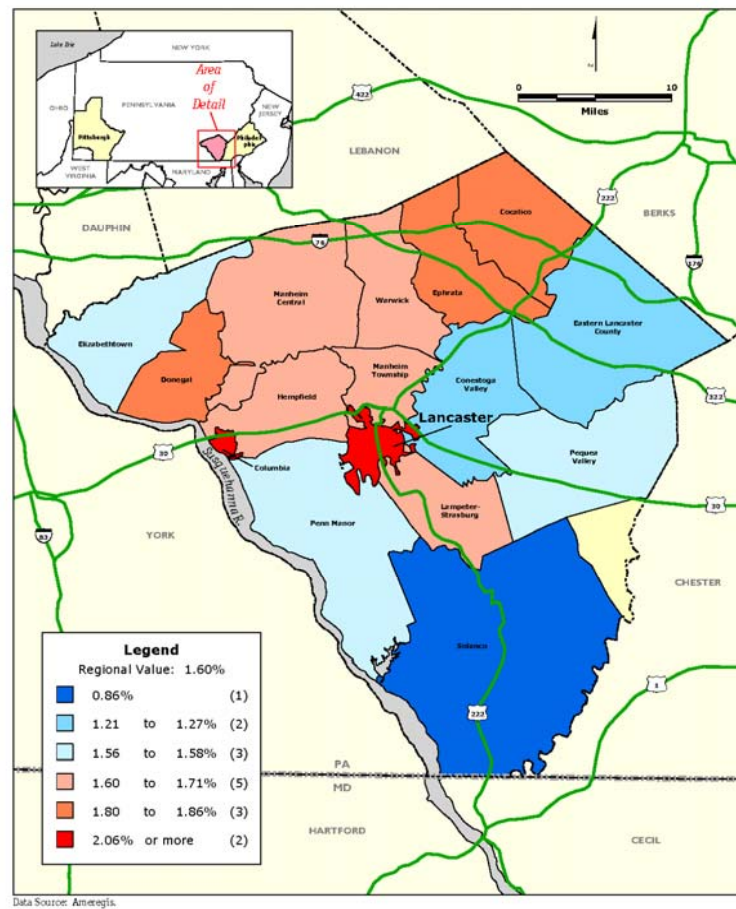 Lake Erie
NEW YORK
Area
of
Detail
OHIO
PENNSYLVANIA
NEW
JERSEY
Pittsburgh
Philadel
phia
WEST
VIRGINIA
MARYLAND
422
10
Miles
LEBANON
222
DAUPHIN
BERKS
76
176
Cocalico
Manheim
Central
Warwick
Ephrata
Elizabethtown
Eastern Lancaster
County
Donegal
Manheim
Township
Conestoga
Valley
322
Hempfield
Lancaster
Pequea
Valley
30
Columbia
Susquehanna R.
Lampeter-
Strasburg
30
Penn Manor
83
YORK
CHESTER
Solanco
1
222
Legend
Regional Value: 1.60%
0.86% (1)
1.21 to 1.27% (2)
1.56 to 1.58% (3)
1.60 to 1.71% (5)
1.80 to 1.86% (3)
2.06% or more (2)
PA
MD
HARTFORD
CECIL
Data Source: Ameregis.